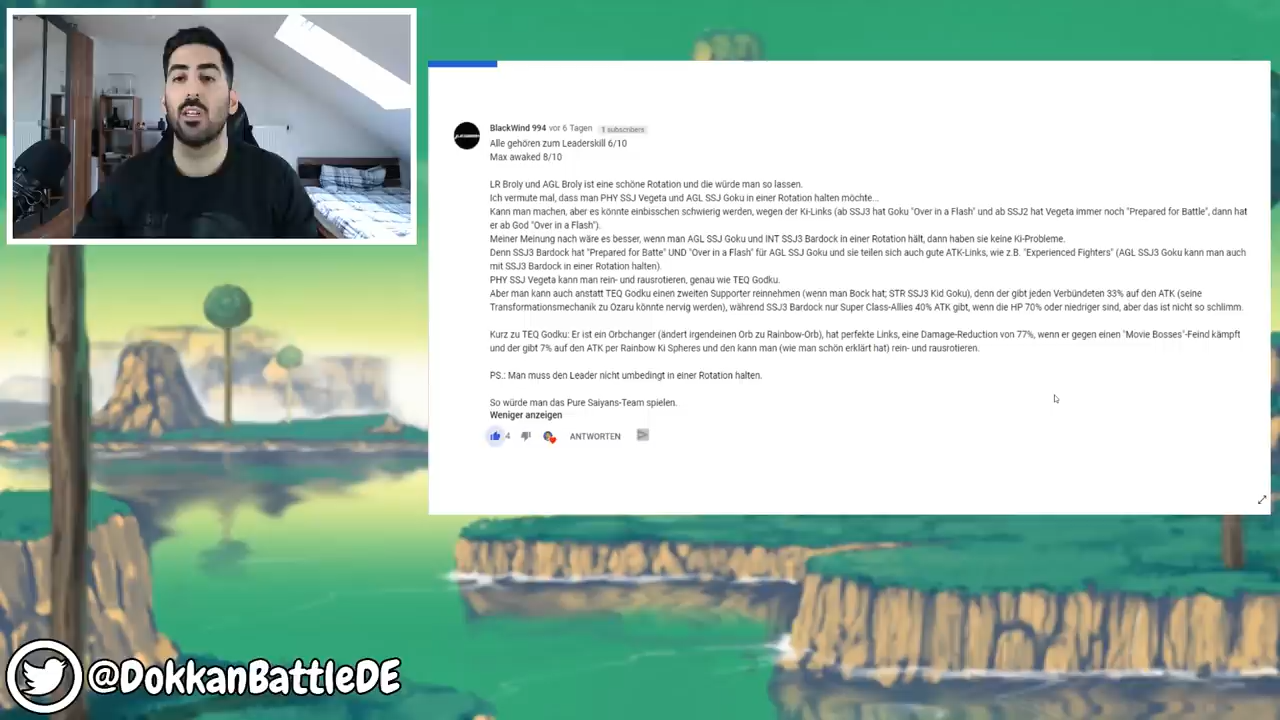 BlackWind 994 vor 6 Tagen 1 subscribers
Alle gehören zum Leaderskill 6/10
Max awaked 8/10
LR Broly und AGL Broly ist eine schöne Rotation und die würde man so lassen.
Ich vermute mal, dass man PHY SSJ Vegeta und AGL SSJ Goku in einer Rotation halten möchte...
Kann man machen, aber es könnte einbisschen schwierig werden, wegen der Ki-Links (ab SSJ3 hat Goku "Over in a Flash" und ab SSJ2 hat Vegeta immer noch "Prepared for Battle", dann hat
er ab God "Over in a Flash").
Meiner Meinung nach wäre es besser, wenn man AGL SSJ Goku und INT SSJ3 Bardock in einer Rotation hält, dann haben sie keine Ki-Probleme.
Denn SSJ3 Bardock hat "Prepared for Batte" UND "Over in a Flash" für AGL SSJ Goku und sie teilen sich auch gute ATK-Links, wie z.B. "Experienced Fighters" (AGL SSJ3 Goku kann man auch
mit SSJ3 Bardock in einer Rotation halten).
PHY SSJ Vegeta kann man rein- und rausrotieren, genau wie TEQ Godku.
Aber man kann auch anstatt TEQ Godku einen zweiten Supporter reinnehmen (wenn man Bock hat; STR SSJ3 Kid Goku), denn der gibt jeden Verbündeten 33% auf den ATK (seine
Transformationsmechanik zu Ozaru könnte nervig werden), während SSJ3 Bardock nur Super Class-Allies 40% ATK gibt, wenn die HP 70% oder niedriger sind, aber das ist nicht so schlimm.
Kurz zu TEQ Godku: Er ist ein Orbchanger (ändert irgendeinen Orb zu Rainbow-Orb), hat perfekte Links, eine Damage-Reduction von 77%, wenn er gegen einen "Movie Bosses"-Feind kämpft
und der gibt 7% auf den ATK per Rainbow Ki Spheres und den kann man (wie man schön erklärt hat) rein- und rausrotieren.
PS.: Man muss den Leader nicht umbedingt in einer Rotation halten.
So würde man das Pure Saiyans-Team spielen.
Weniger anzeigen
4 ANTWORTEN
@DokkanBattleDE